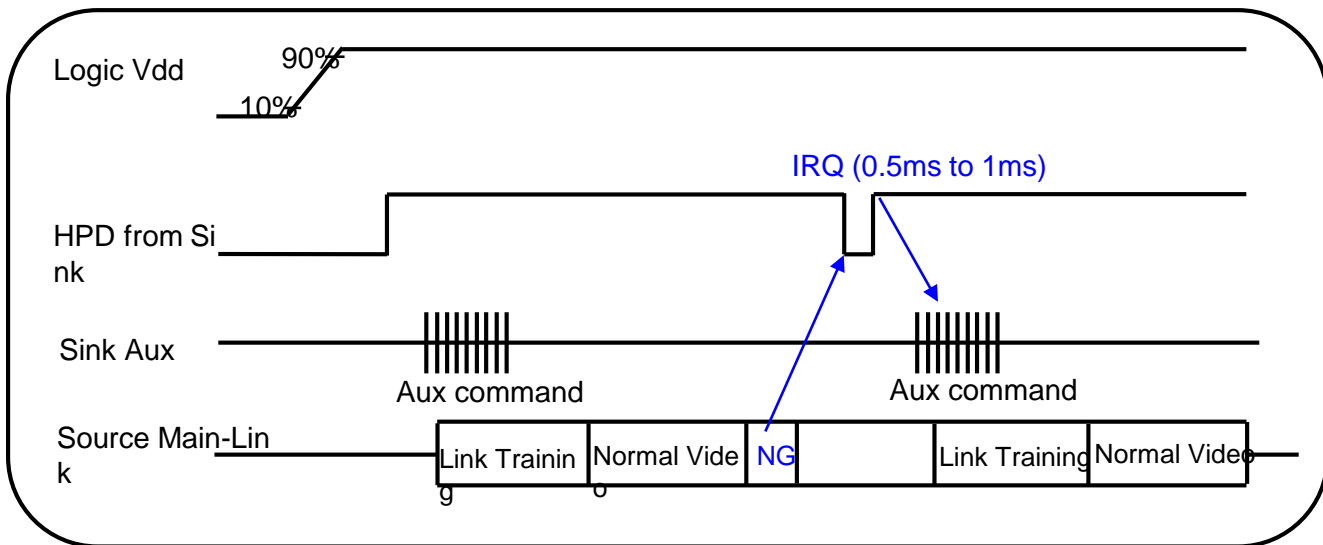 Logic Vdd
90%
10%
IRQ (0.5ms to 1ms)
HPD from Si
nk
Sink Aux
Aux command
Aux command
Source Main-Lin
k
Link Trainin
g
Normal Vide
o
NG
Link Training
Normal Video